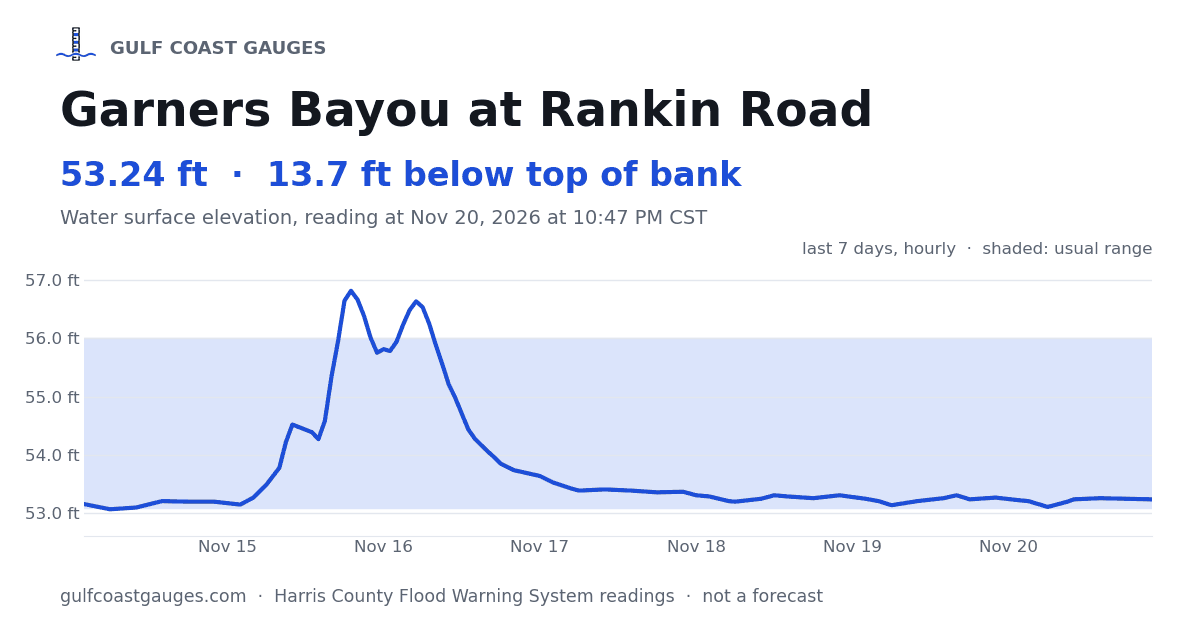 GULF COAST GAUGES
Garners Bayou at Rankin Road
53.24 ft · 13.7 ft below top of bank
Water surface elevation, reading at Nov 20, 2026 at 10:47 PM CST
last 7 days, hourly · shaded: usual range
57.0 ft
56.0 ft
55.0 ft
54.0 ft
53.0 ft
Nov 15 Nov 16 Nov 17 Nov 18 Nov 19 Nov 20
gulfcoastgauges.com · Harris County Flood Warning System readings · not a forecast